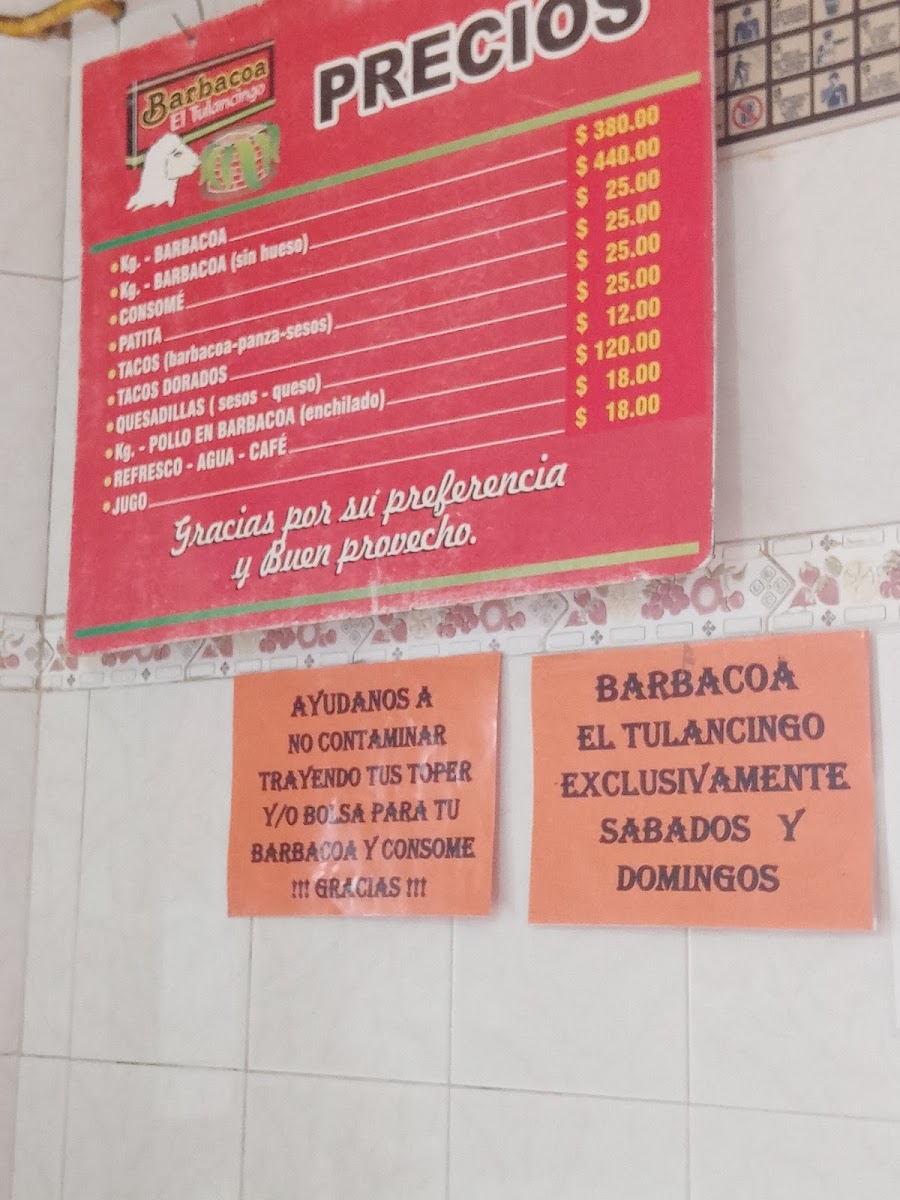 Barbacoa
El Tulancingo
PRECIOS
•Kg. - BARBACOA $ 380.00
•Kg. - BARBACOA (sin hueso) $ 440.00
•CONSOMÉ $ 25.00
•PATITA $ 25.00
•TACOS (barbacoa-panza-sesos) $ 25.00
•TACOS DORADOS $ 25.00
•QUESADILLAS ( sesos - queso) $ 12.00
•Kg. - POLLO EN BARBACOA (enchilado) $ 120.00
•REFRESCO - AGUA - CAFÉ $ 18.00
•JUGO $ 18.00
Gracias por su preferencia
y Buen provecho.
AYUDANOS A
NO CONTAMINAR
TRAYENDO TUS TOPER
Y/O BOLSA PARA TU
BARBACOA Y CONSOME
!!! GRACIAS !!!
BARBACOA
EL TULANCINGO
EXCLUSIVAMENTE
SABADOS Y
DOMINGOS